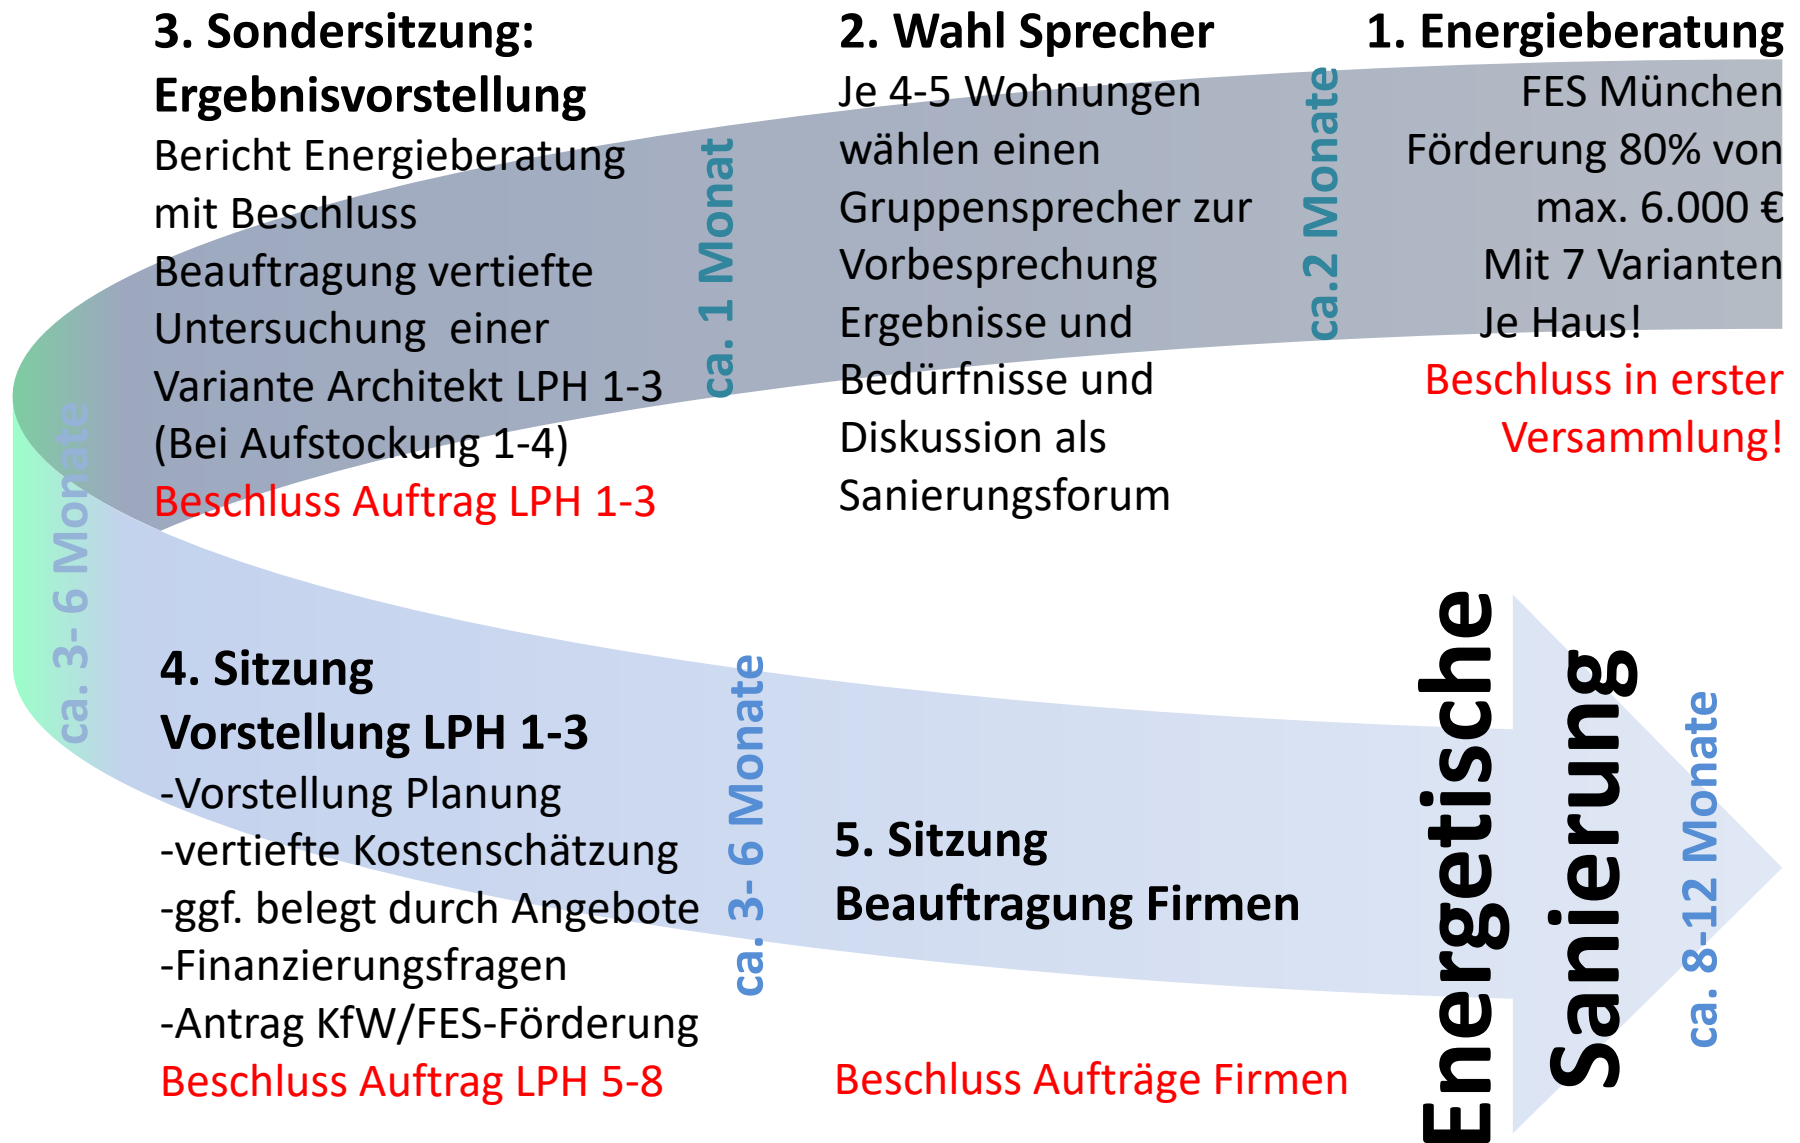 1. Energieberatung
FES München
Förderung 80% von
max. 6.000 €
Mit 7 Varianten
Je Haus!
Beschluss in erster
Versammlung!
ca.2 Monate
2. Wahl Sprecher
Je 4-5 Wohnungen
wählen einen
Gruppensprecher zur
Vorbesprechung
Ergebnisse und
Bedürfnisse und
Diskussion als
Sanierungsforum
ca. 1 Monat
3. Sondersitzung:
Ergebnisvorstellung
Bericht Energieberatung
mit Beschluss
Beauftragung vertiefte
Untersuchung  einer
Variante Architekt LPH 1-3
(Bei Aufstockung 1-4)
Beschluss Auftrag LPH 1-3
ca. 3- 6 Monate
4. Sitzung
Vorstellung LPH 1-3
-Vorstellung Planung
-vertiefte Kostenschätzung
-ggf. belegt durch Angebote
-Finanzierungsfragen
-Antrag KfW/FES-Förderung
Beschluss Auftrag LPH 5-8
ca. 3- 6 Monate
5. Sitzung
Beauftragung Firmen
Beschluss Aufträge Firmen
Energetische
Sanierung
ca. 8-12 Monate